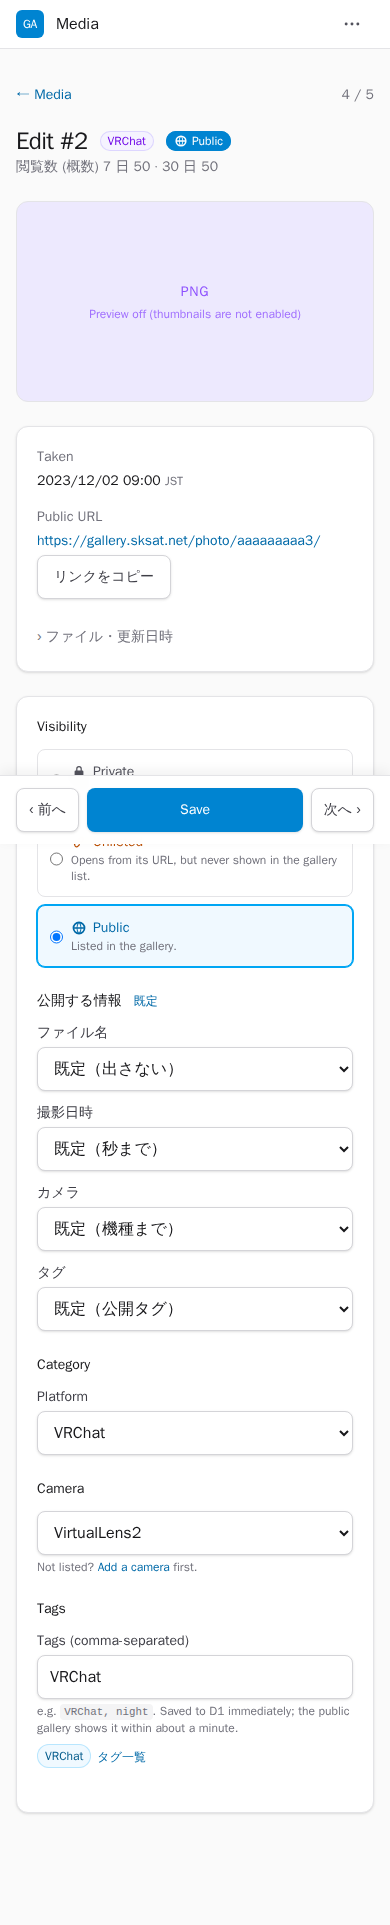 GA Media
← Media 4 / 5
Edit #2 VRChat Public
閲覧数 (概数) 7 日 50 · 30 日 50
PNG
Preview off (thumbnails are not enabled)
Taken
2023/12/02 09:00 JST
Public URL
https://gallery.sksat.net/photo/aaaaaaaaa3/
リンクをコピー
› ファイル・更新日時
Visibility
Private
‹ 前へ Save 次へ ›
Unlisted
Opens from its URL, but never shown in the gallery
list.
Public
Listed in the gallery.
公開する情報 既定
ファイル名
既定（出さない）
撮影日時
既定（秒まで）
カメラ
既定（機種まで）
タグ
既定（公開タグ）
Category
Platform
VRChat
Camera
VirtualLens2
Not listed? Add a camera first.
Tags
Tags (comma-separated)
VRChat
e.g. VRChat, night. Saved to D1 immediately; the public
gallery shows it within about a minute.
VRChat タグ一覧